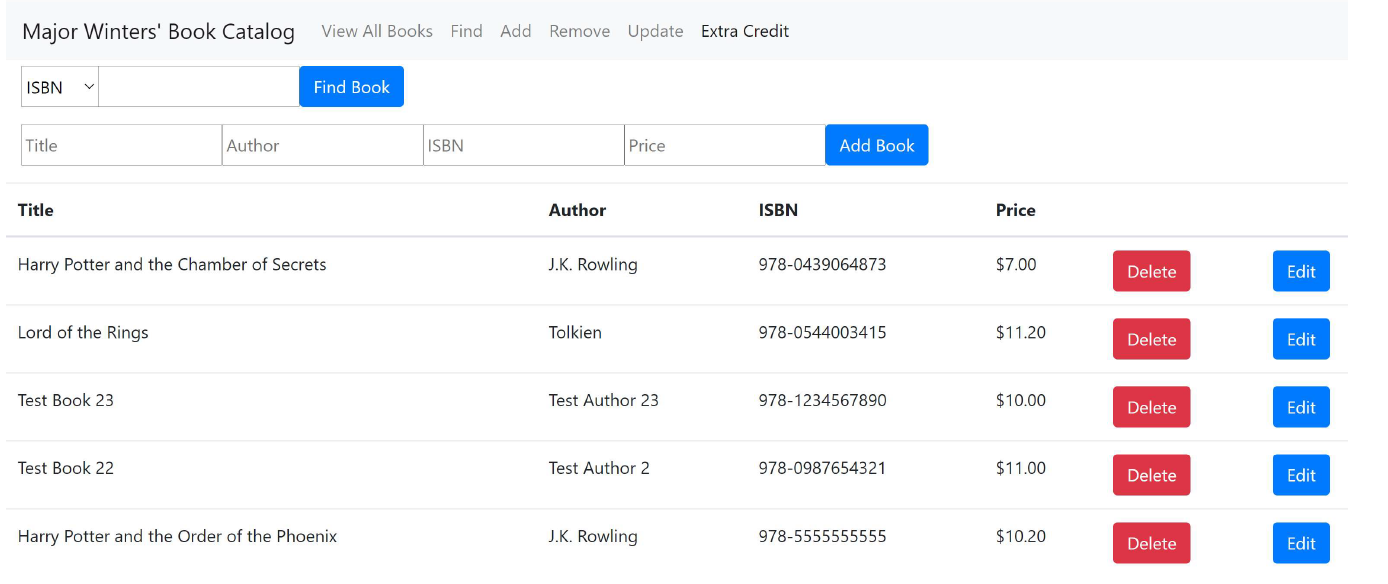 Major Winters' Book Catalog View All Books Find Add Remove Update Extra Credit
ISBN Find Book
Title Author ISBN Price Add Book
Title Author ISBN Price
Harry Potter and the Chamber of Secrets J.K. Rowling 978-0439064873 $7.00 Delete Edit
Lord of the Rings Tolkien 978-0544003415 $11.20 Delete Edit
Test Book 23 Test Author 23 978-1234567890 $10.00 Delete Edit
Test Book 22 Test Author 2 978-0987654321 $11.00 Delete Edit
Harry Potter and the Order of the Phoenix J.K. Rowling 978-5555555555 $10.20 Delete Edit